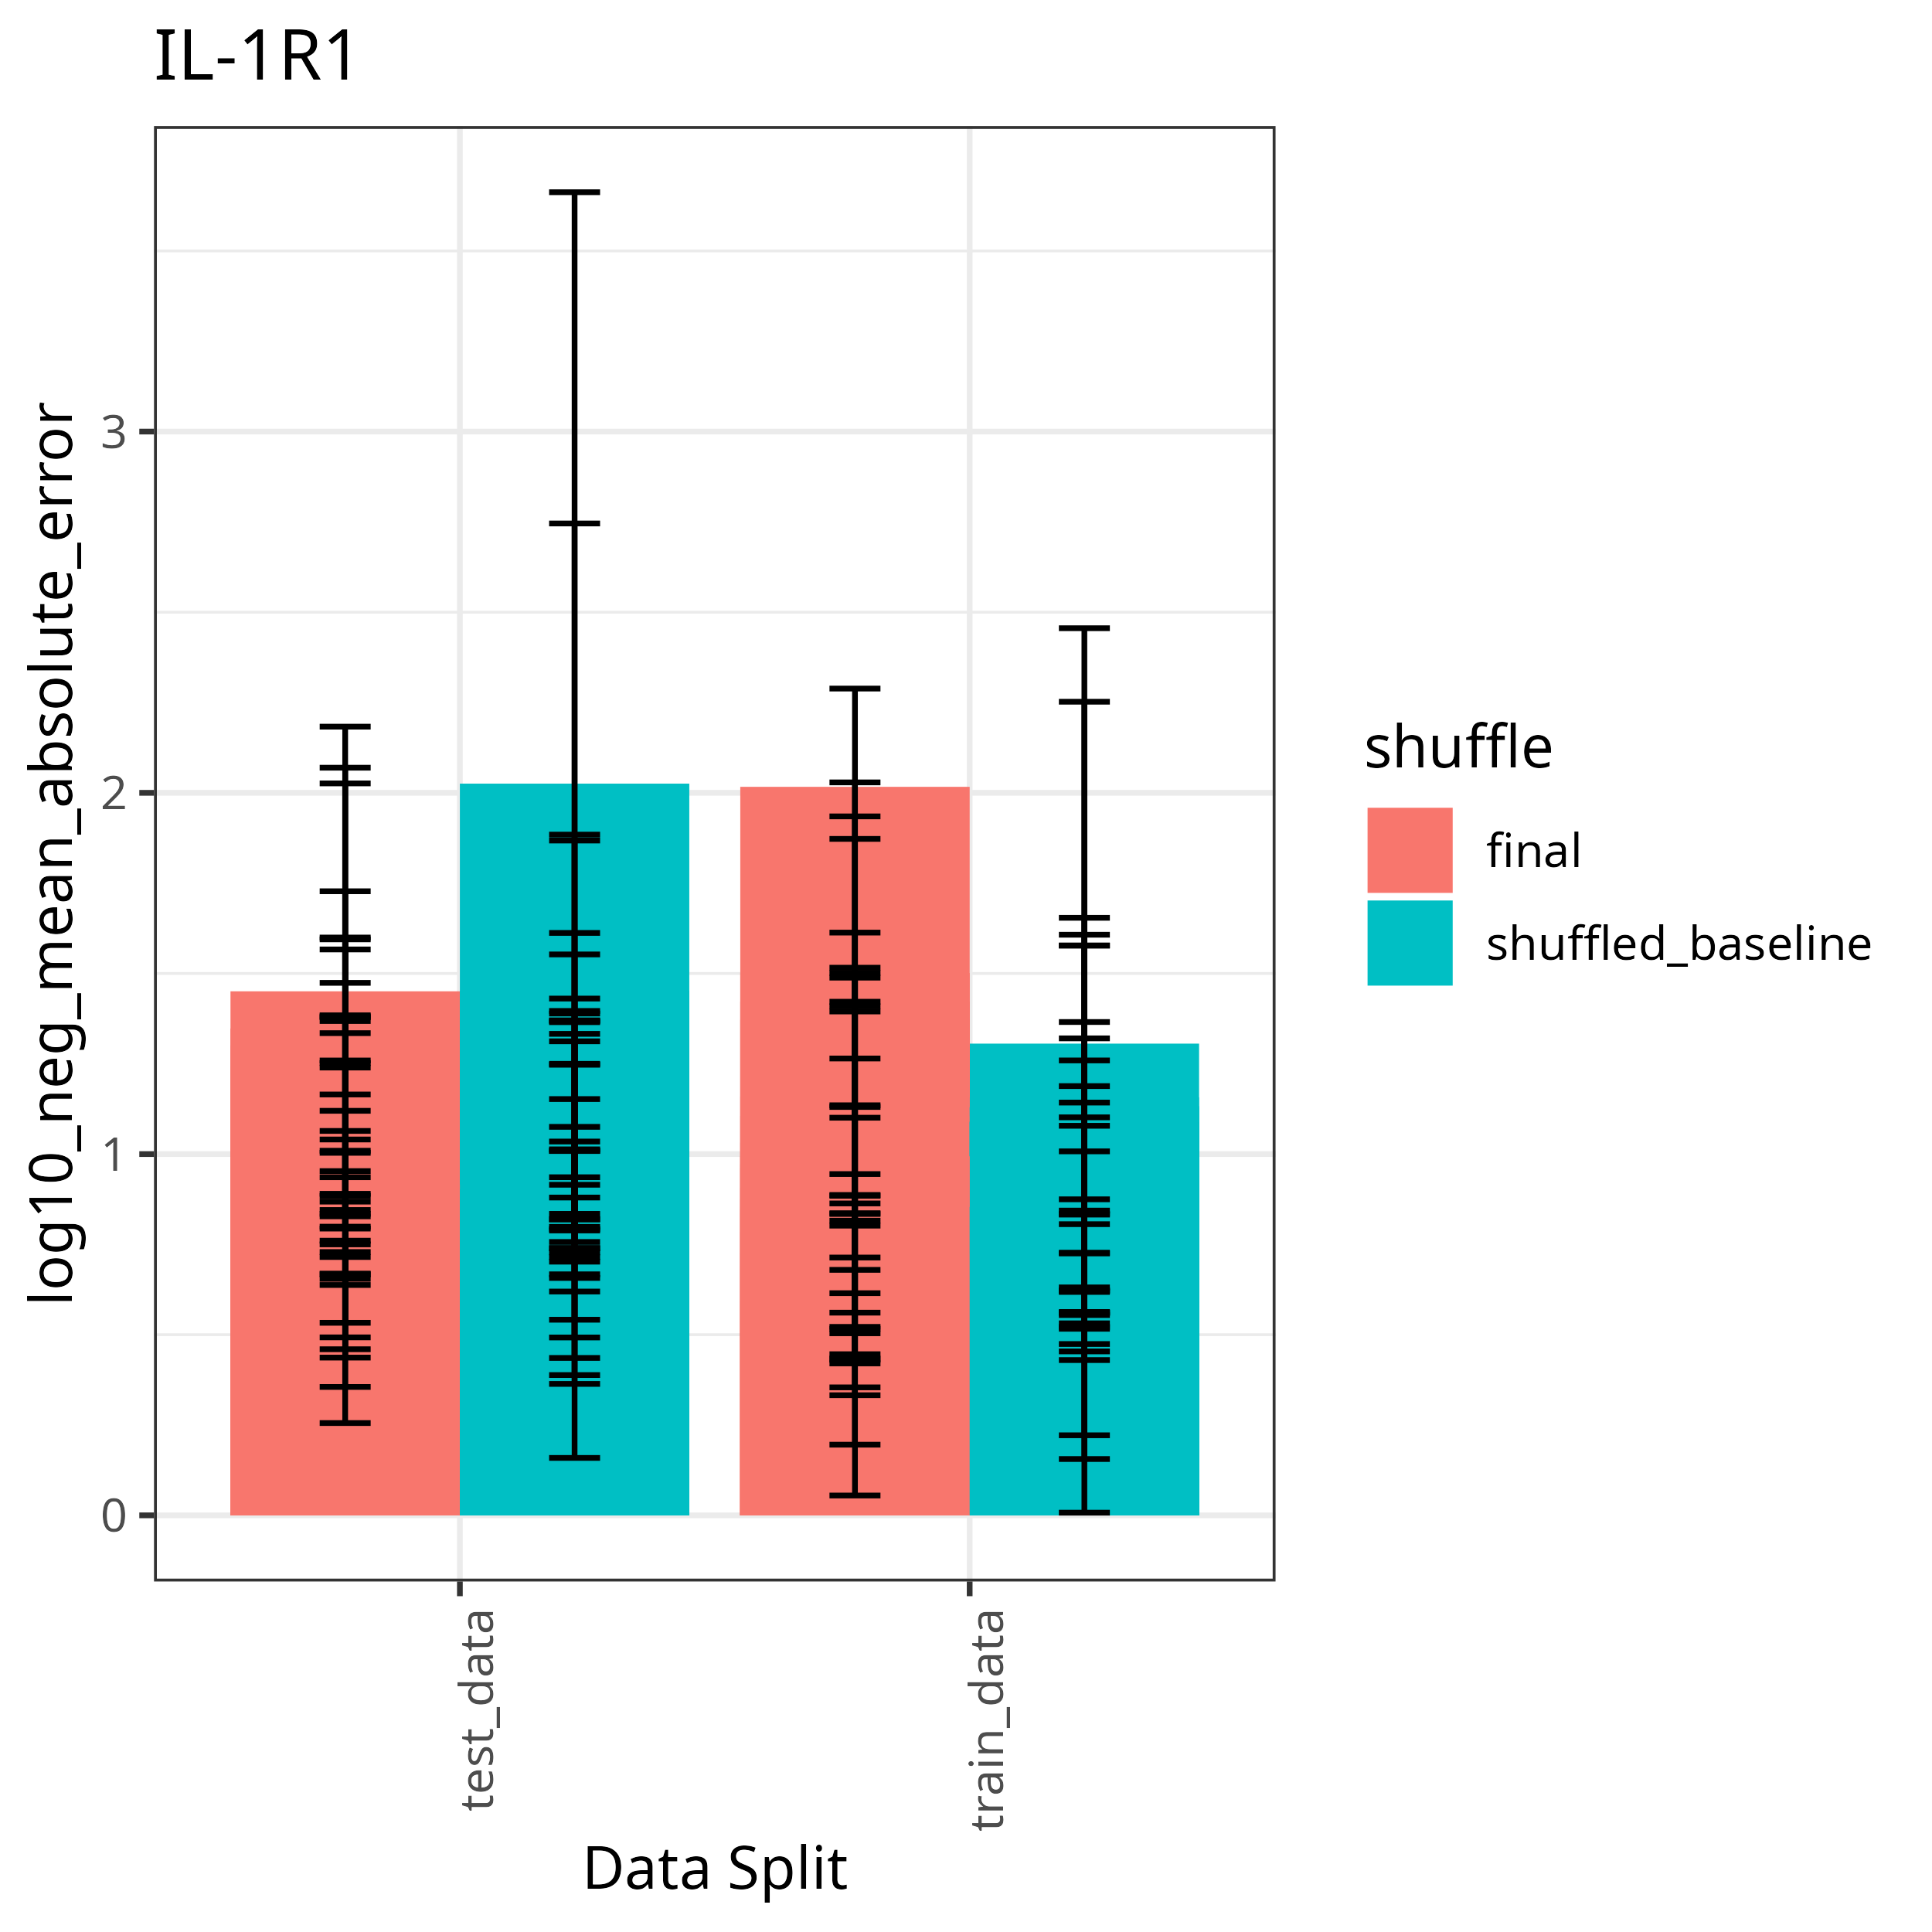 IL-1R1
log10_neg_mean_absolute_error
3
2
1
0
test_data
train_data
Data Split
shuffle
final
shuffled_baseline